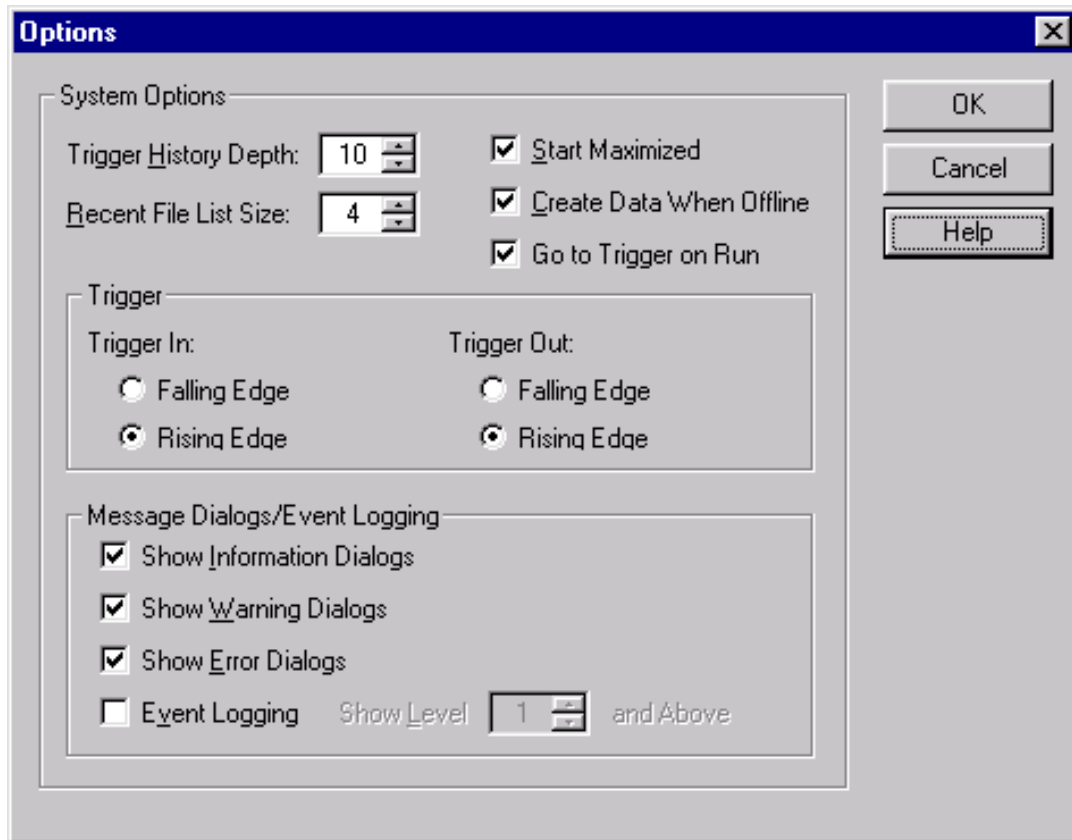 Options
System Options
Trigger History Depth: 10
Recent File List Size: 4
Start Maximized
Create Data When Offline
Go to Trigger on Run
OK
Cancel
Help
Trigger
Trigger In:
Falling Edge
Rising Edge
Trigger Out:
Falling Edge
Rising Edge
Message Dialogs/Event Logging
Show Information Dialogs
Show Warning Dialogs
Show Error Dialogs
Event Logging Show Level 1 and Above